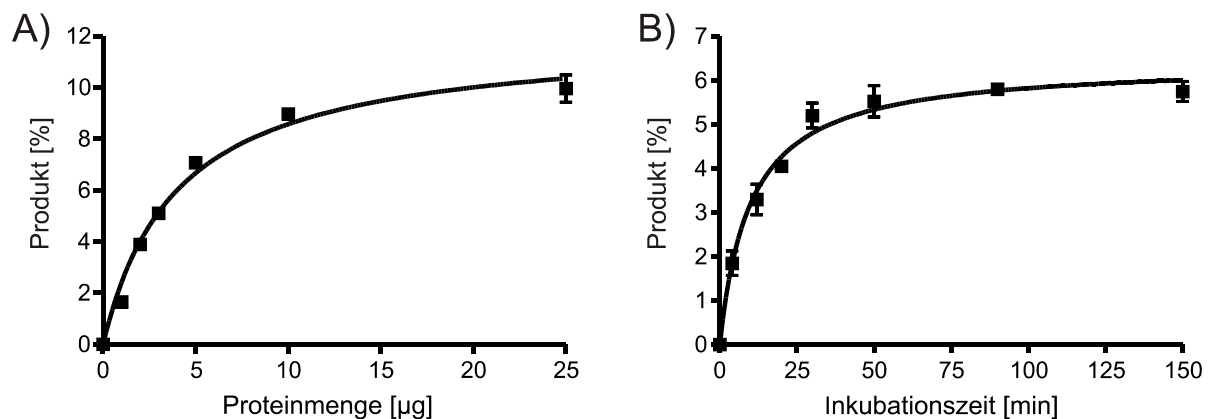 A)
12
10
8
6
4
2
0
Produkt [%]
0 5 10 15 20 25
Proteinmenge [µg]
B)
7
6
5
4
3
2
1
0
Produkt [%]
0 25 50 75 100 125 150
Inkubationszeit [min]